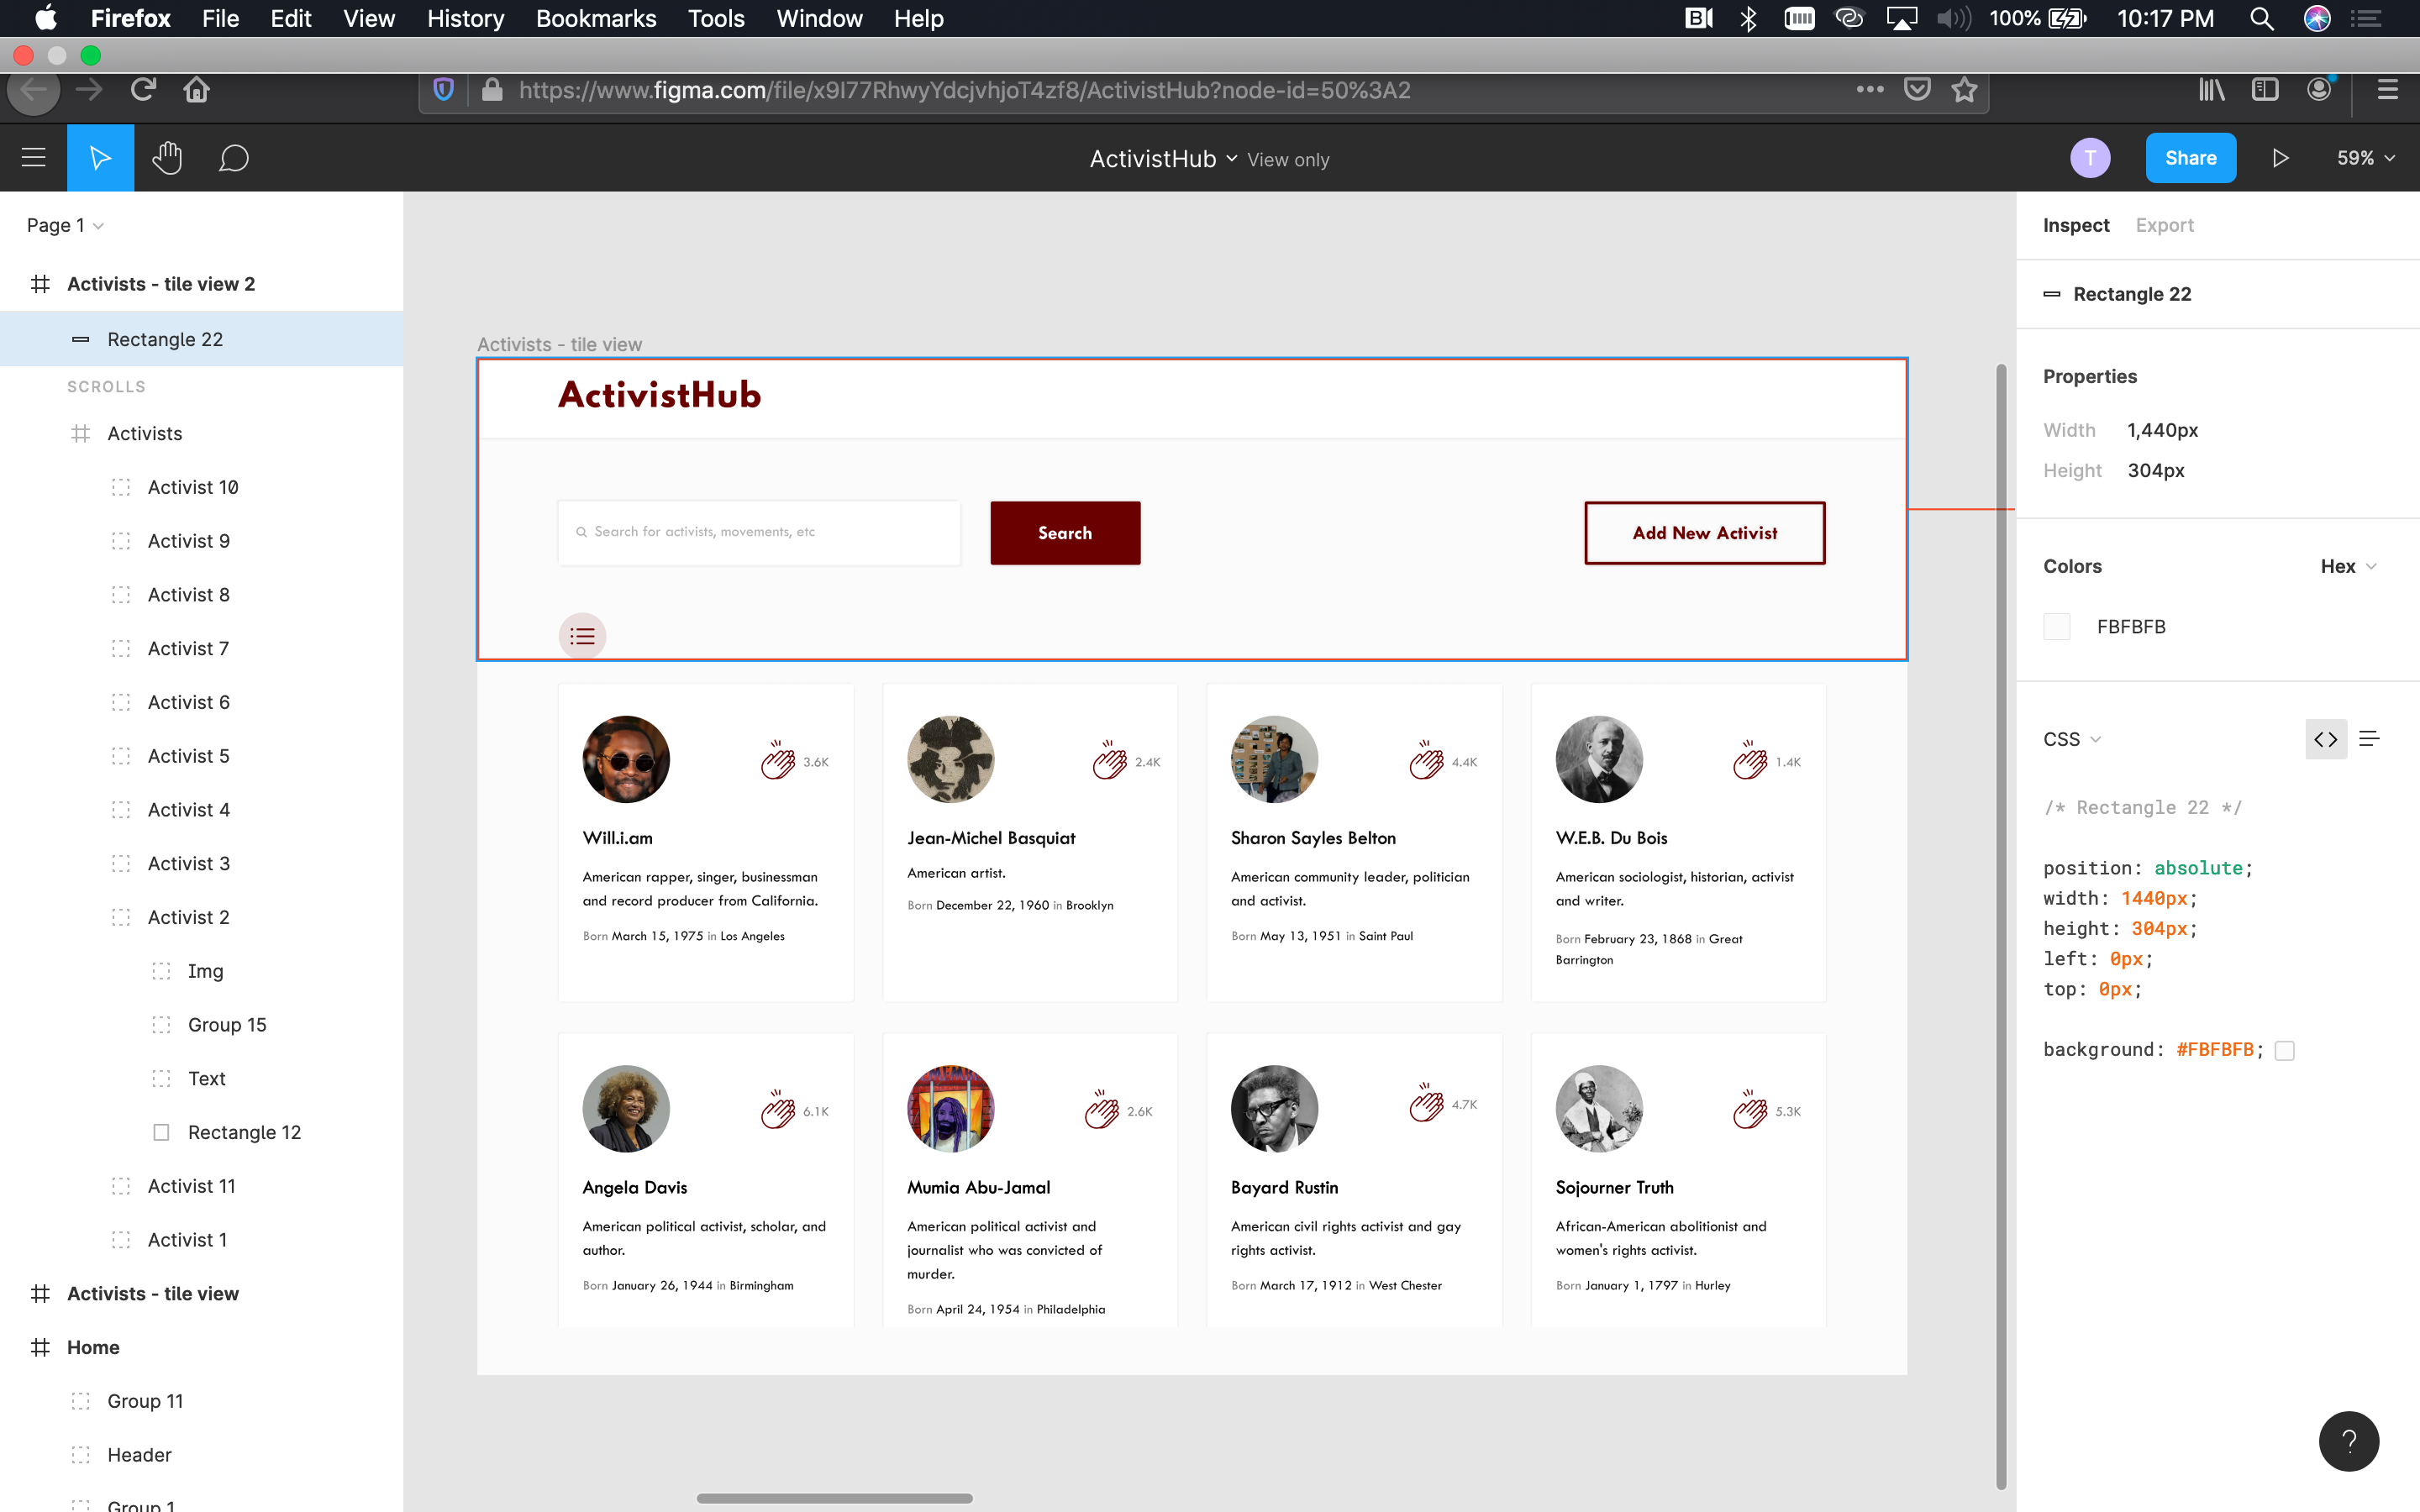 Firefox File Edit View History Bookmarks Tools Window Help 100% 10:17 PM
https://www.figma.com/file/x9I77RhwyYdcjvhjoT4zf8/ActivistHub?node-id=50%3A2
ActivistHub View only T Share 59%
Page 1
Activists - tile view 2
Rectangle 22
SCROLLS
Activists
Activist 10
Activist 9
Activist 8
Activist 7
Activist 6
Activist 5
Activist 4
Activist 3
Activist 2
Img
Group 15
Text
Rectangle 12
Activist 11
Activist 1
Activists - tile view
Home
Group 11
Header
Group 1
Activists - tile view
ActivistHub
Search for activists, movements, etc
Search
Add New Activist
3.6K
Will.i.am
American rapper, singer, businessman
and record producer from California.
Born March 15, 1975 in Los Angeles
2.4K
Jean-Michel Basquiat
American artist.
Born December 22, 1960 in Brooklyn
4.4K
Sharon Sayles Belton
American community leader, politician
and activist.
Born May 13, 1951 in Saint Paul
1.4K
W.E.B. Du Bois
American sociologist, historian, activist
and writer.
Born February 23, 1868 in Great
Barrington
6.1K
Angela Davis
American political activist, scholar, and
author.
Born January 26, 1944 in Birmingham
2.6K
Mumia Abu-Jamal
American political activist and
journalist who was convicted of
murder.
Born April 24, 1954 in Philadelphia
4.7K
Bayard Rustin
American civil rights activist and gay
rights activist.
Born March 17, 1912 in West Chester
5.3K
Sojourner Truth
African-American abolitionist and
women's rights activist.
Born January 1, 1797 in Hurley
Inspect Export
Rectangle 22
Properties
Width 1,440px
Height 304px
Colors Hex
FBFBFB
CSS
/* Rectangle 22 */
position: absolute;
width: 1440px;
height: 304px;
left: 0px;
top: 0px;
background: #FBFBFB;
?